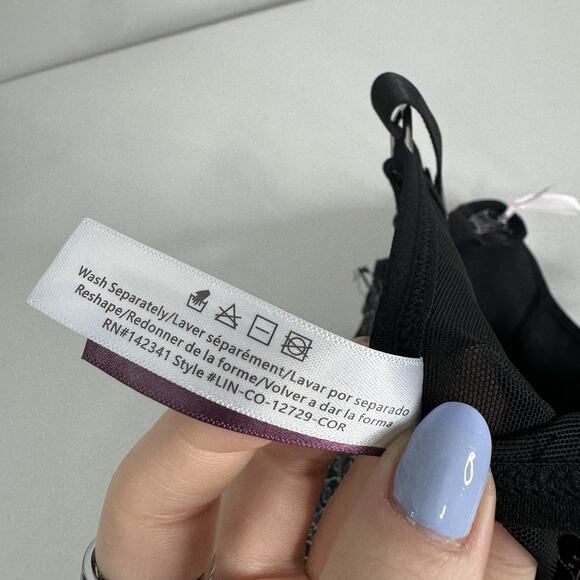 Wash Separately/Laver séparément/Lavar por separado
Reshape/Redonner de la forme/Volver a dar la forma
RN#142341 Style #LIN-CO-12729-COR